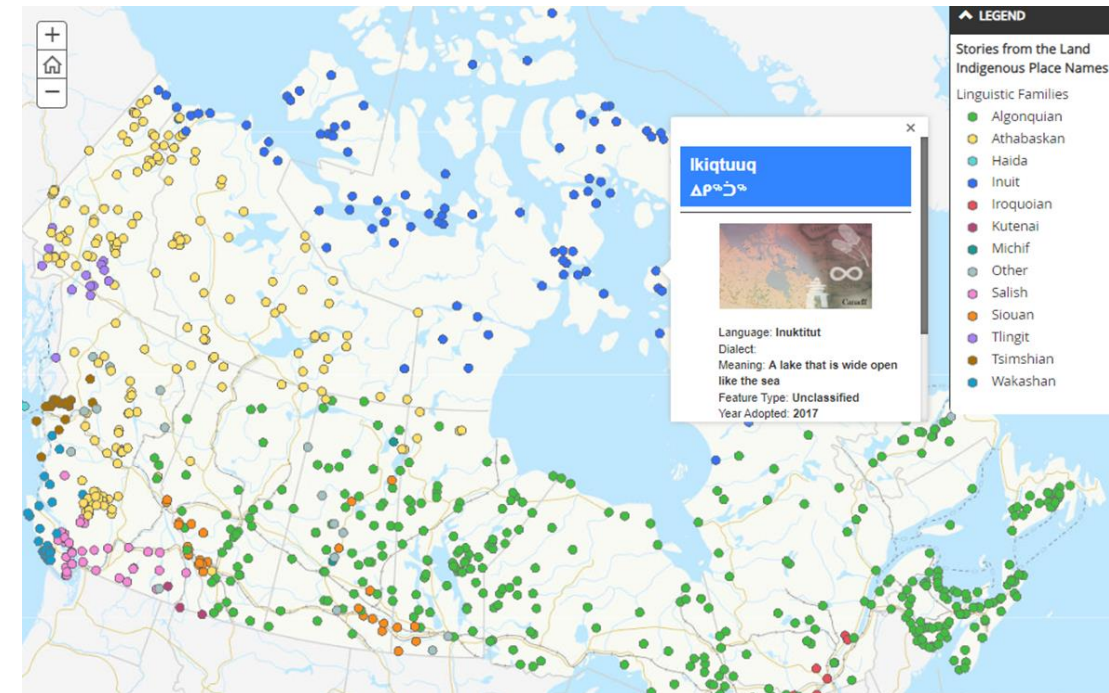 +
−
LEGEND
Stories from the Land
Indigenous Place Names
Linguistic Families
Algonquian
Athabaskan
Haida
Inuit
Iroquoian
Kutenai
Michif
Other
Salish
Siouan
Tlingit
Tsimshian
Wakashan
×
Ikiqtuuq
ᐃᑭᖅᑑᖅ
Canada
Language: Inuktitut
Dialect:
Meaning: A lake that is wide open
like the sea
Feature Type: Unclassified
Year Adopted: 2017